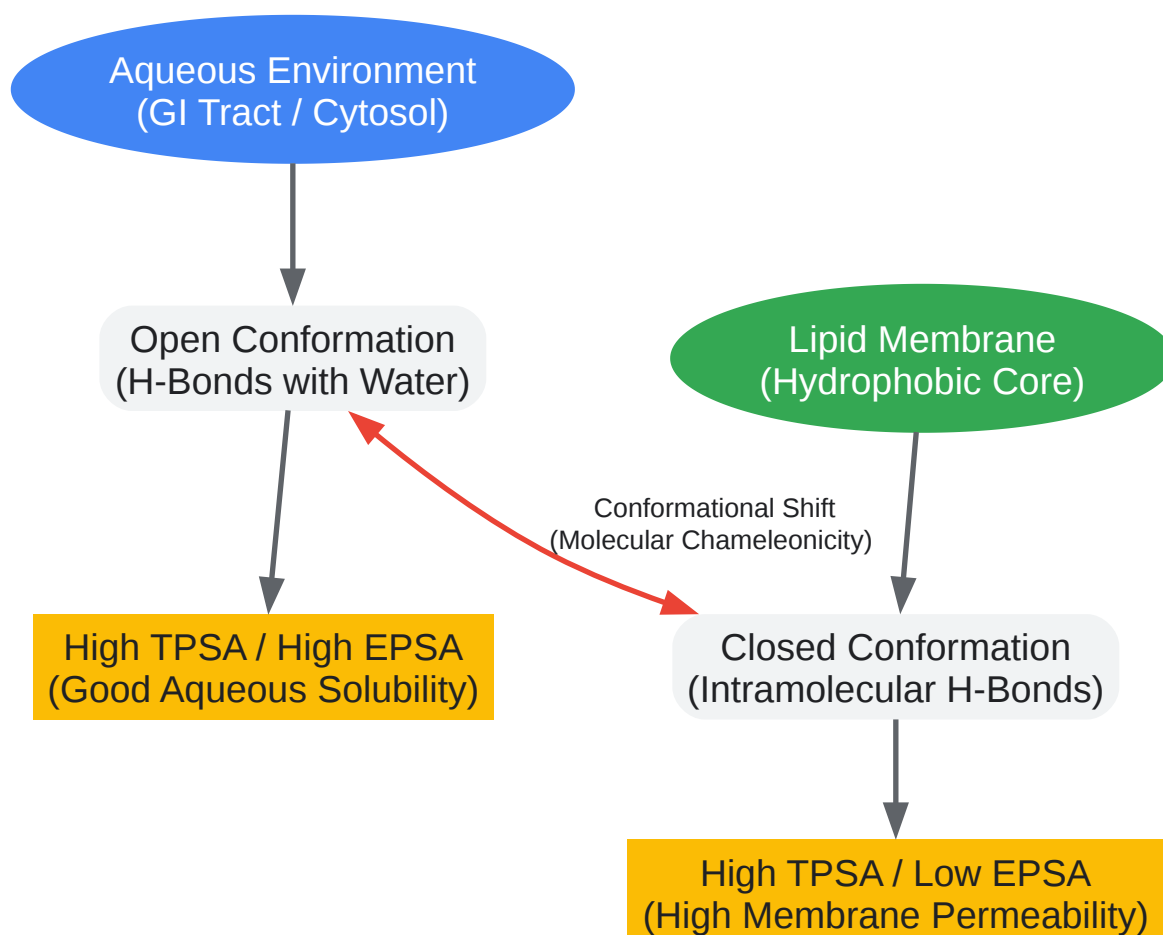 Aqueous Environment
(GI Tract / Cytosol)
Open Conformation
(H-Bonds with Water)
Lipid Membrane
(Hydrophobic Core)
Conformational Shift
(Molecular Chameleonicity)
High TPSA / High EPSA
(Good Aqueous Solubility)
Closed Conformation
(Intramolecular H-Bonds)
High TPSA / Low EPSA
(High Membrane Permeability)